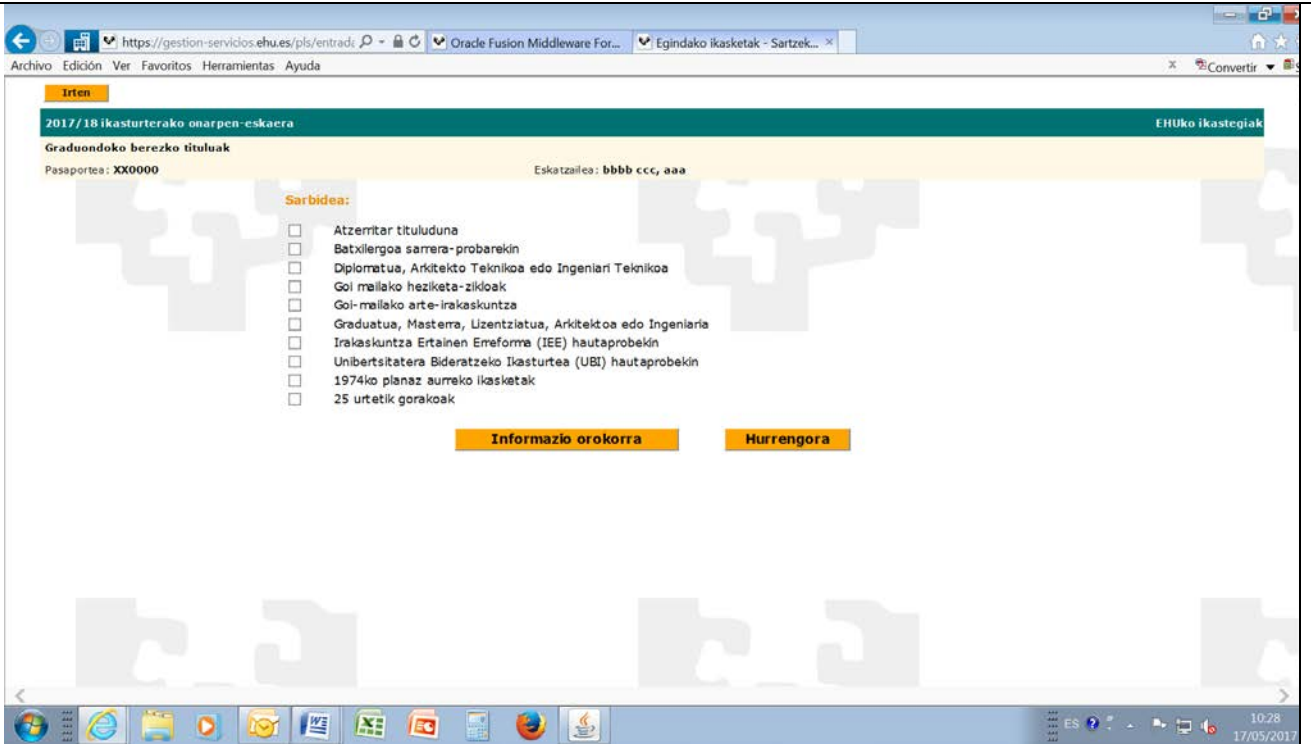 https://gestion-servicios.ehu.es/pls/entrada Oracle Fusion Middleware For... Egindako ikasketak - Sartzek...
Archivo Edición Ver Favoritos Herramientas Ayuda x Convertir
Irten
2017/18 ikasturterako onarpen-eskaera EHUko ikastegiak
Graduondoko berezko tituluak
Pasaportea: XX0000 Eskatzailea: bbbb ccc, aaa
Sarbidea:
Atzerritar tituluduna
Batxilergoa sarrera-probarekin
Diplomatua, Arkitekto Teknikoa edo Ingeniari Teknikoa
Goi mailako heziketa-zikloak
Goi-mailako arte-irakaskuntza
Graduatua, Masterra, Lizentziatua, Arkitektoa edo Ingeniaria
Irakaskuntza Ertainen Erreforma (IEE) hautaprobekin
Unibertsitatera Bideratzeko Ikasturtea (UBI) hautaprobekin
1974ko planaz aurreko ikasketak
25 urtetik gorakoak
Informazio orokorra Hurrengora
ES 10:28
17/05/2017